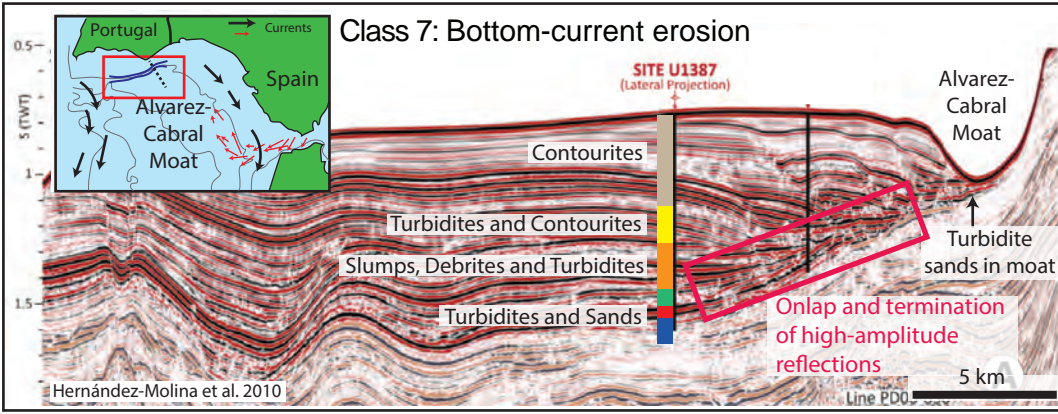 Class 7: Bottom-current erosion
Portugal
Currents
Spain
Alvarez-
Cabral
Moat
0.5
S (TWT)
1
1.5
SITE U1387
(Lateral Projection)
Alvarez-
Cabral
Moat
Contourites
Turbidites and Contourites
Slumps, Debrites and Turbidites
Turbidites and Sands
Turbidite
sands in moat
Onlap and termination
of high-amplitude
reflections
A
5 km
Hernández-Molina et al. 2010